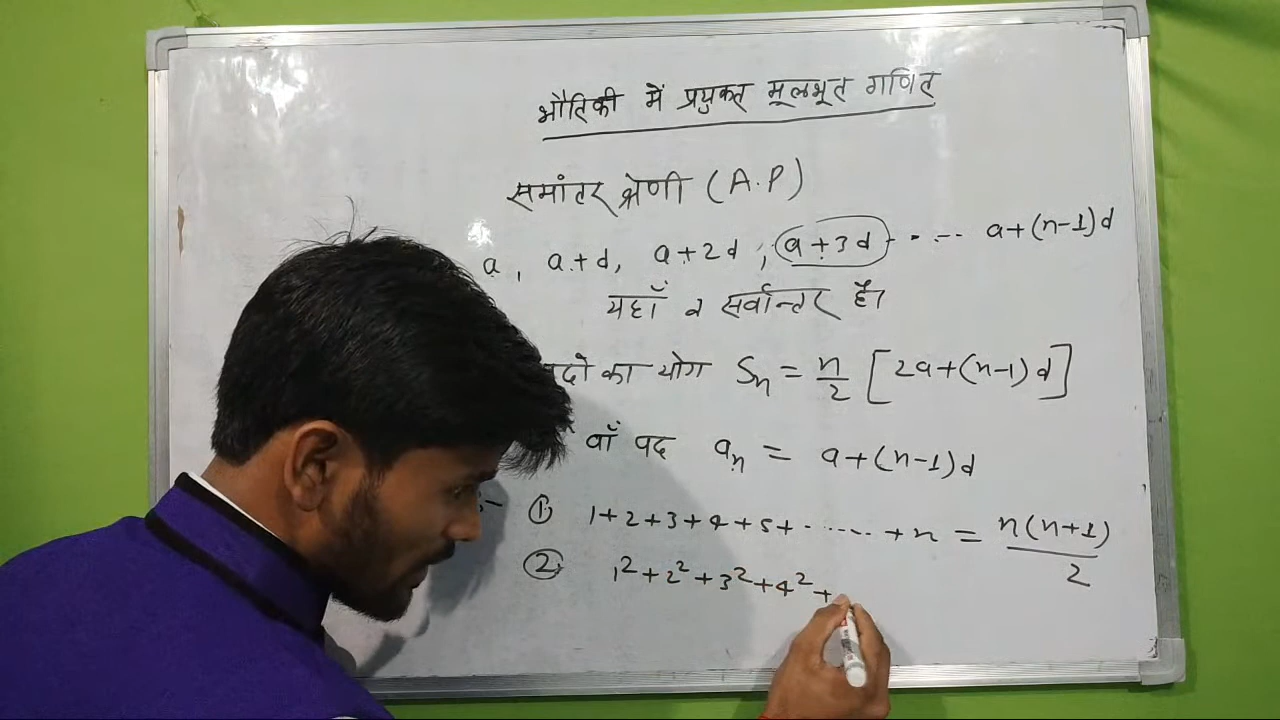 भौतिकी में प्रयुक्त मूलभूत गणित
समांतर श्रेणी (A.P)
a, a+d, a+2d, a+3d - .... a+(n-1)d
यहाँ d सर्वान्तर है।
पदो का योग Sₙ = n/2 [2a+(n-1)d]
वाँ पद aₙ = a+(n-1)d
:- ① 1+2+3+4+5+......+n = n(n+1)/2
② 1²+2²+3²+4²+